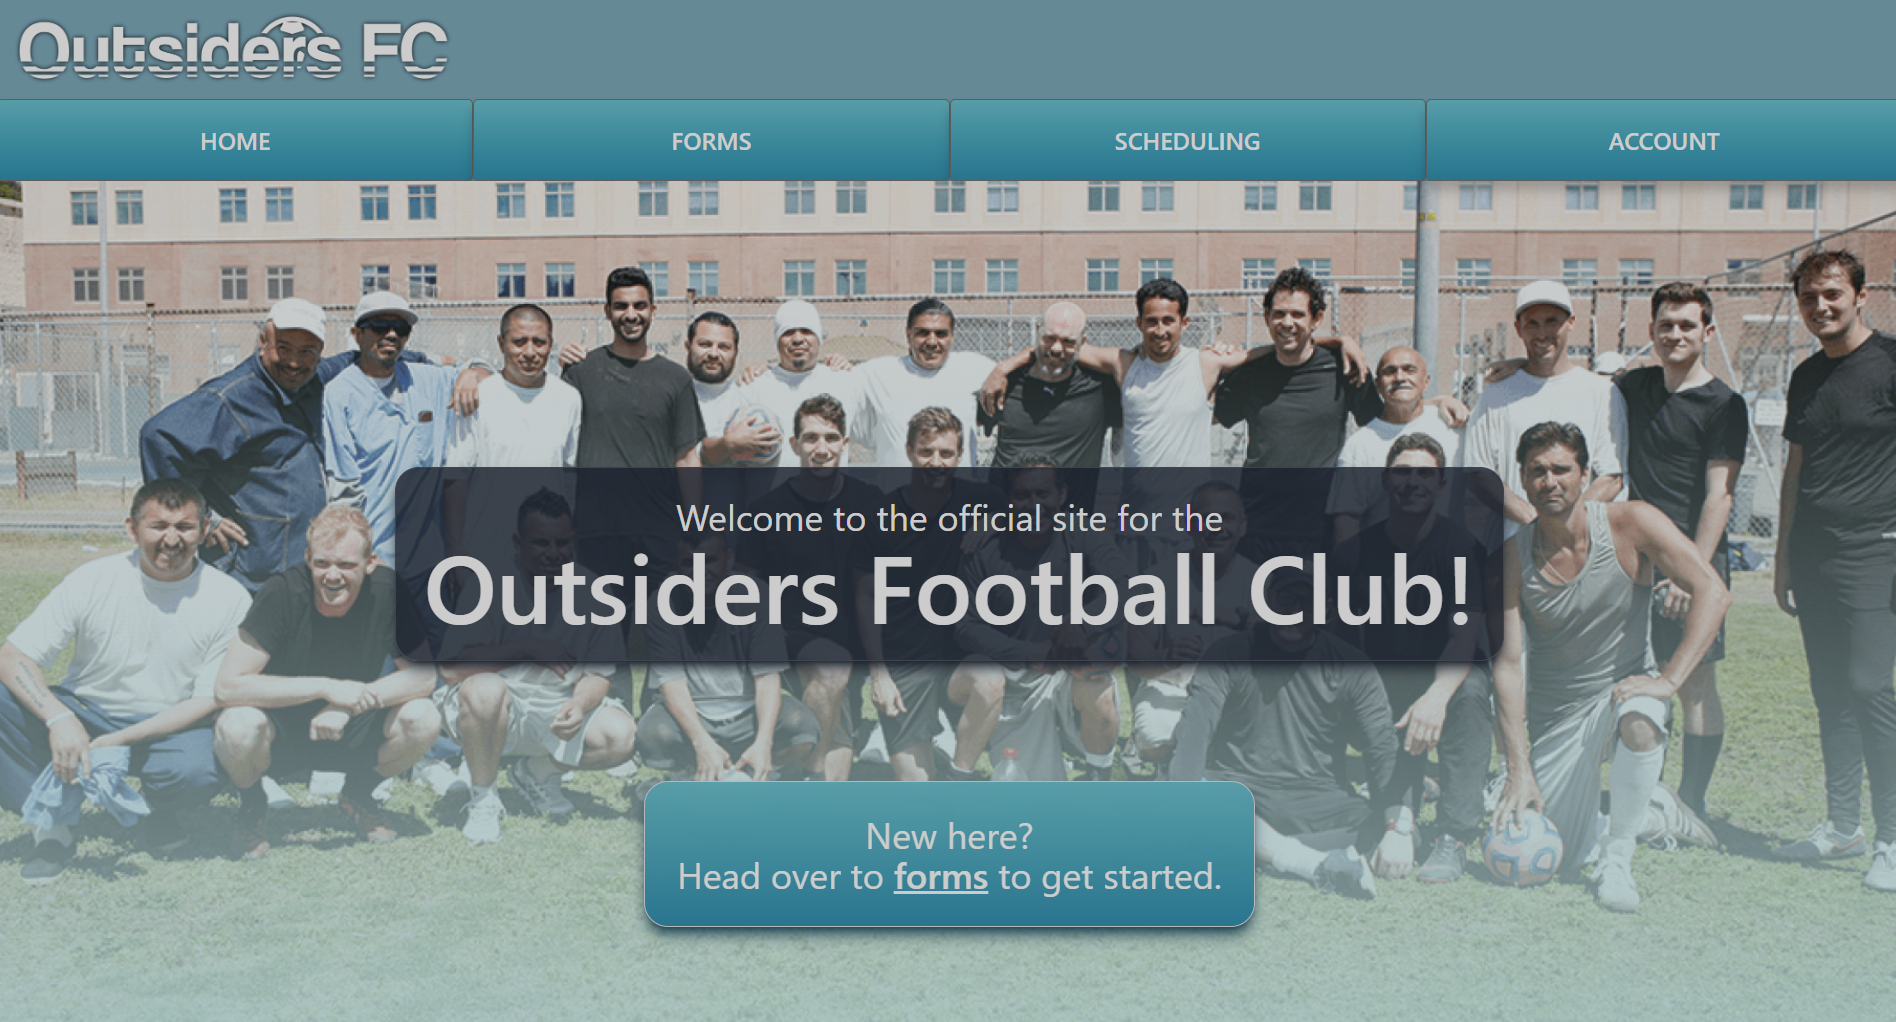 Outsiders FC
HOME
FORMS
SCHEDULING
ACCOUNT
Welcome to the official site for the
Outsiders Football Club!
New here?
Head over to forms to get started.